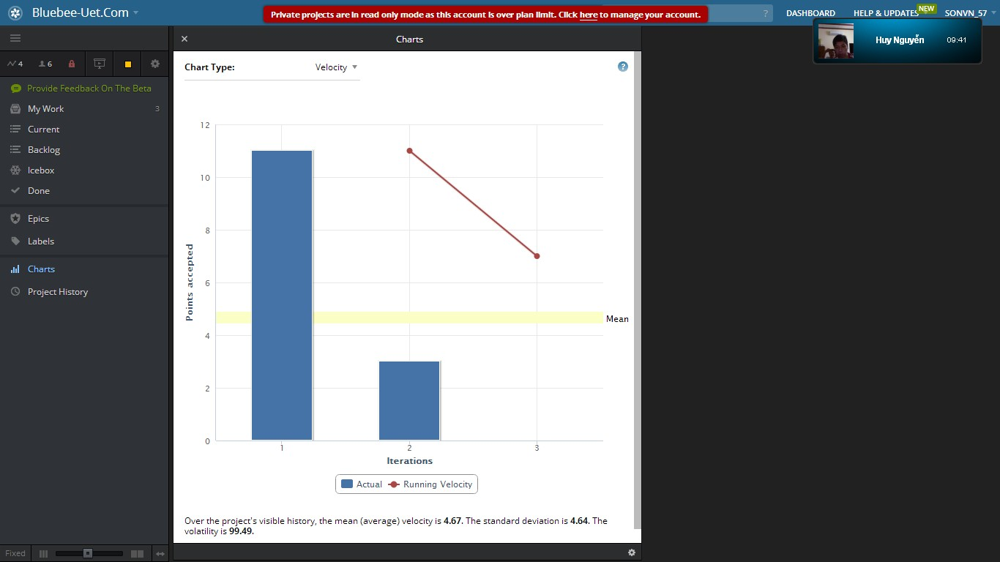 Bluebee-Uet.Com
Private projects are in read only mode as this account is over plan limit. Click here to manage your account.
?
DASHBOARD
HELP & UPDATES
NEW
SONVN_57
Huy Nguyễn
09:41
4
6
Provide Feedback On The Beta
My Work
3
Current
Backlog
Icebox
Done
Epics
Labels
Charts
Project History
Fixed
× Charts
Chart Type:
Velocity
?
12
10
8
6
4
2
0
Points accepted
Mean
1 2 3
Iterations
Actual Running Velocity
Over the project's visible history, the mean (average) velocity is 4.67. The standard deviation is 4.64. The
volatility is 99.49.